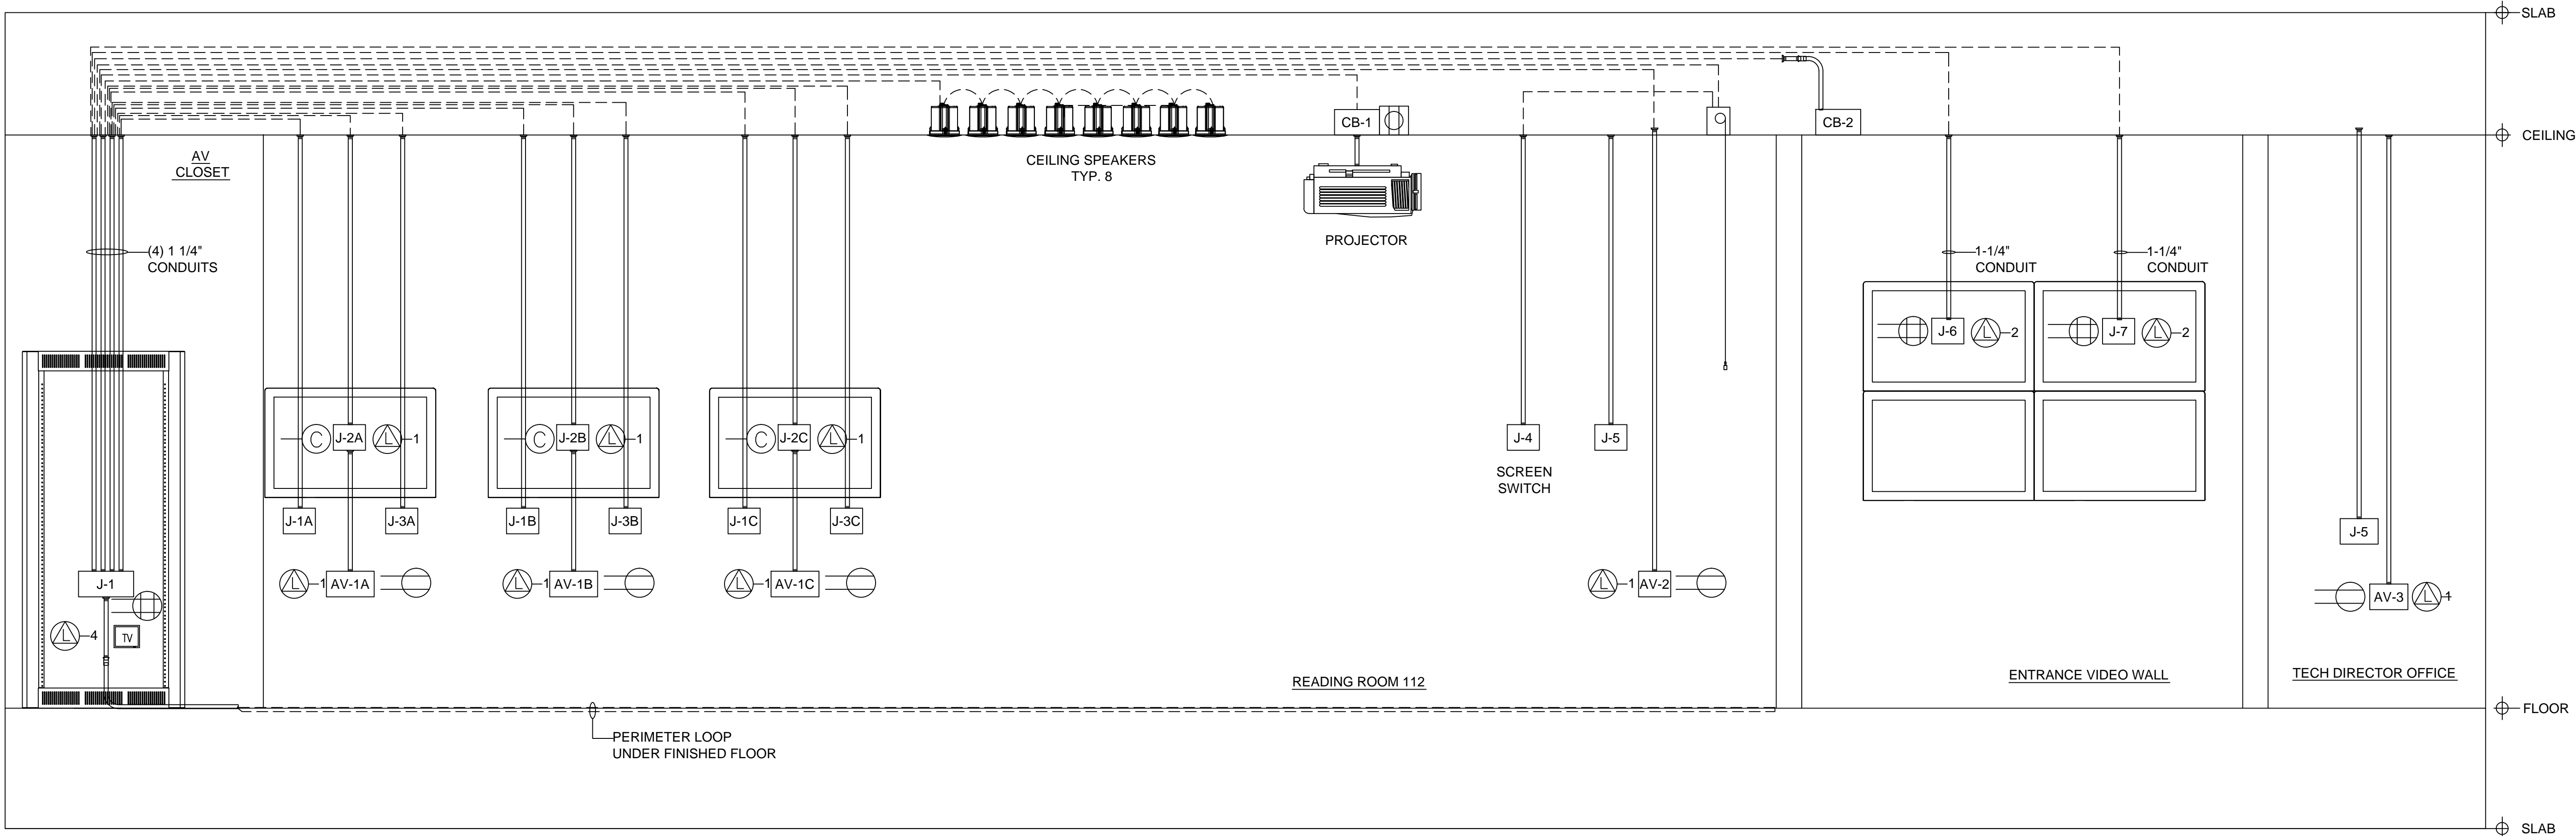 SLAB
CB-1
CB-2
CEILING
AV
CLOSET
CEILING SPEAKERS
TYP. 8
PROJECTOR
(4) 1 1/4"
CONDUITS
1-1/4"
CONDUIT
1-1/4"
CONDUIT
J-6
L
2
J-7
L
2
C
J-2A
L
1
C
J-2B
L
1
C
J-2C
L
1
J-4
J-5
SCREEN
SWITCH
J-1A
J-3A
J-1B
J-3B
J-1C
J-3C
J-5
J-1
L
1
AV-1A
L
1
AV-1B
L
1
AV-1C
L
1
AV-2
AV-3
L
1
L
4
TV
READING ROOM 112
ENTRANCE VIDEO WALL
TECH DIRECTOR OFFICE
FLOOR
PERIMETER LOOP
UNDER FINISHED FLOOR
SLAB